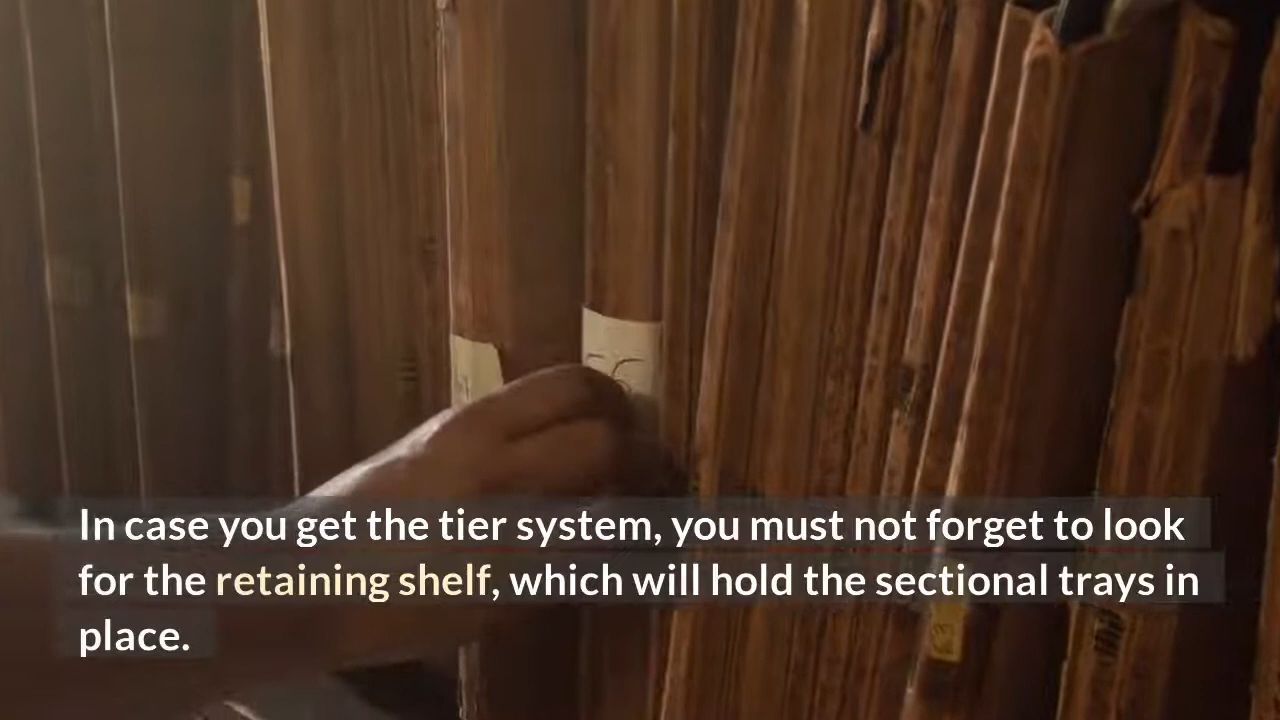 In case you get the tier system, you must not forget to look
for the retaining shelf, which will hold the sectional trays in
place.